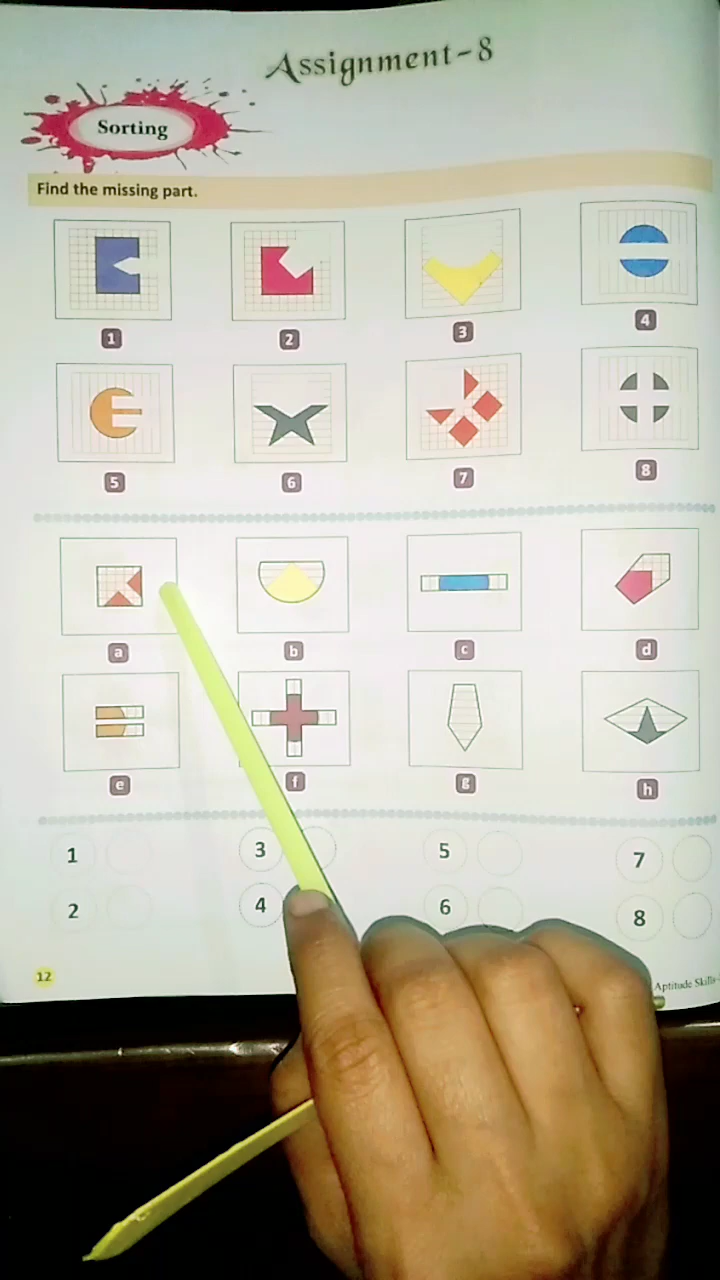 Assignment-8
Sorting
Find the missing part.
1 2 3 4
5 6 7 8
a b c d
e f g h
1 3 5 7
2 4 6 8
12
Aptitude Skills-